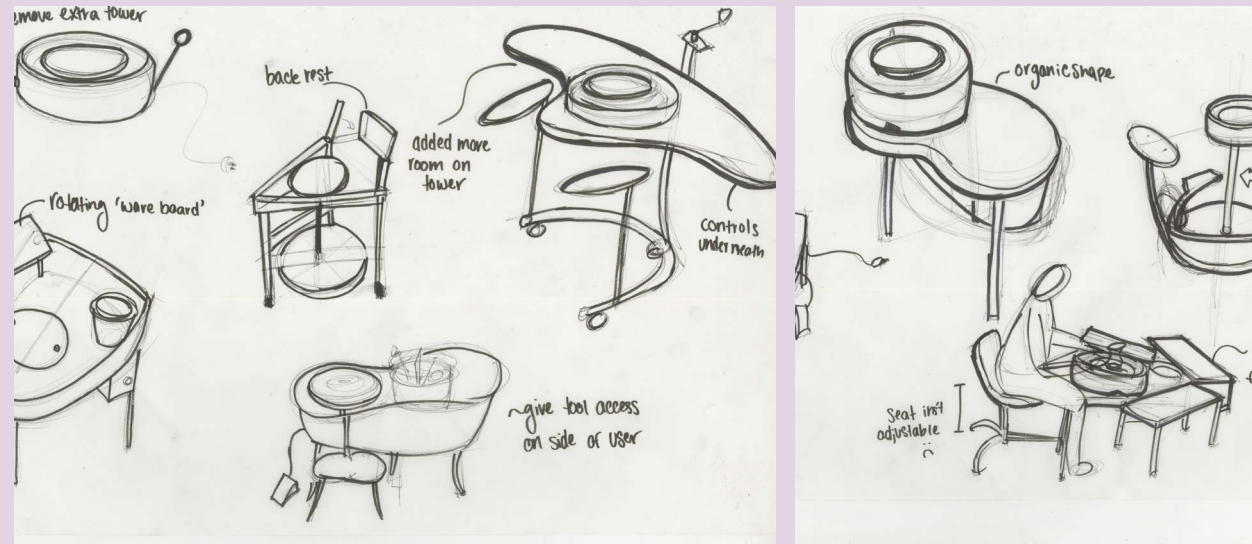 emove extra tower
back rest
added more
room on
tower
rotating 'ware board'
controls
underneath
give tool access
on side of user
organic shape
Seat isn't
adjustable
:(